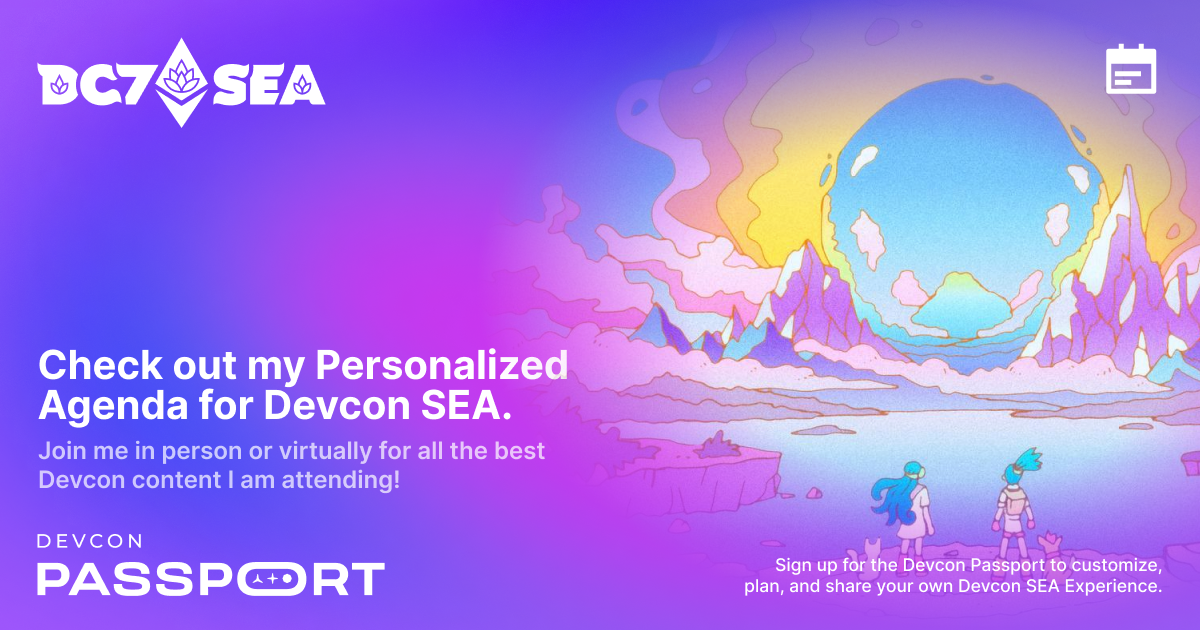 DC7 SEA
Check out my Personalized
Agenda for Devcon SEA.
Join me in person or virtually for all the best
Devcon content I am attending!
DEVCON
PASSPORT
Sign up for the Devcon Passport to customize,
plan, and share your own Devcon SEA Experience.